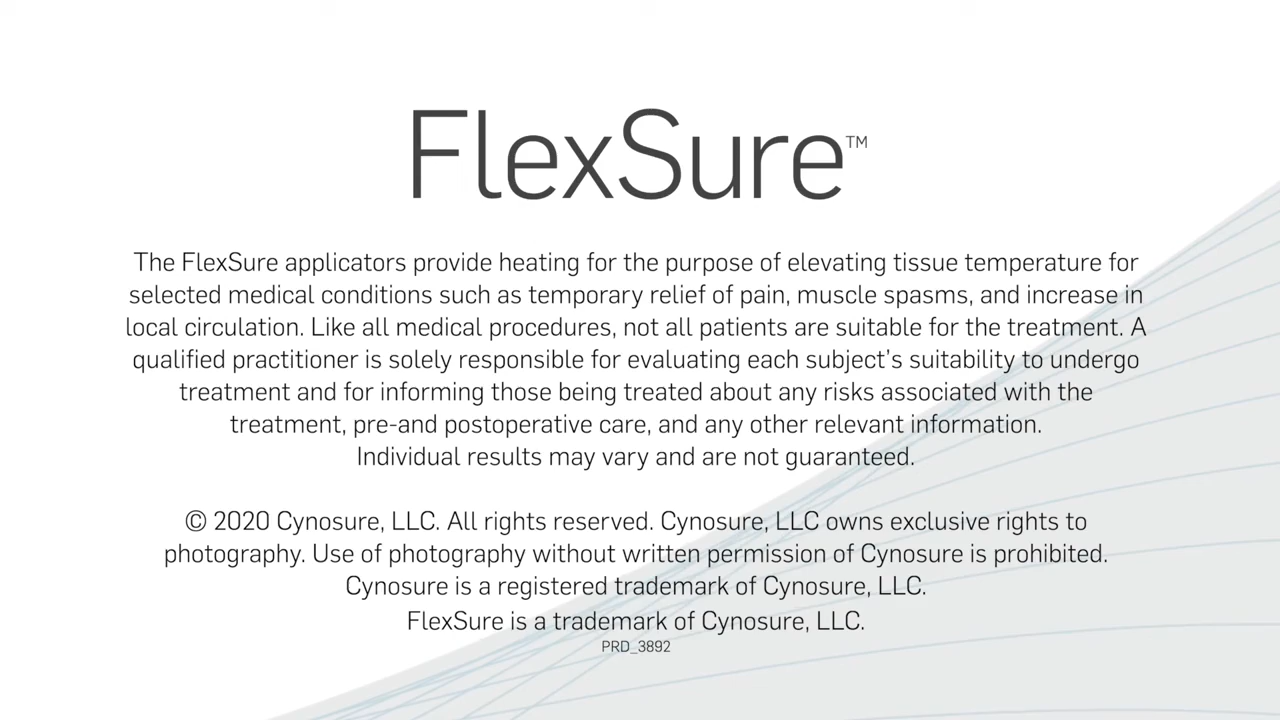 FlexSure™
The FlexSure applicators provide heating for the purpose of elevating tissue temperature for
selected medical conditions such as temporary relief of pain, muscle spasms, and increase in
local circulation. Like all medical procedures, not all patients are suitable for the treatment. A
qualified practitioner is solely responsible for evaluating each subject's suitability to undergo
treatment and for informing those being treated about any risks associated with the
treatment, pre-and postoperative care, and any other relevant information.
Individual results may vary and are not guaranteed.
© 2020 Cynosure, LLC. All rights reserved. Cynosure, LLC owns exclusive rights to
photography. Use of photography without written permission of Cynosure is prohibited.
Cynosure is a registered trademark of Cynosure, LLC.
FlexSure is a trademark of Cynosure, LLC.
PRD_3892